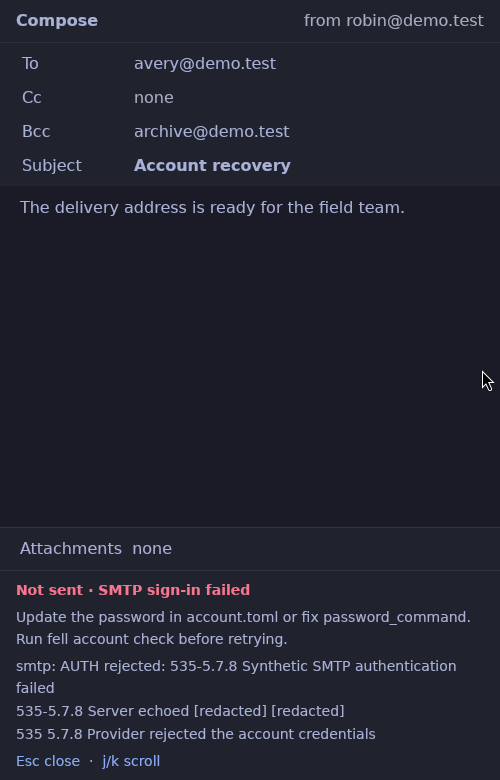 Compose from robin@demo.test
To avery@demo.test
Cc none
Bcc archive@demo.test
Subject Account recovery
The delivery address is ready for the field team.
Attachments none
Not sent · SMTP sign-in failed
Update the password in account.toml or fix password_command.
Run fell account check before retrying.
smtp: AUTH rejected: 535-5.7.8 Synthetic SMTP authentication
failed
535-5.7.8 Server echoed [redacted] [redacted]
535 5.7.8 Provider rejected the account credentials
Esc close · j/k scroll